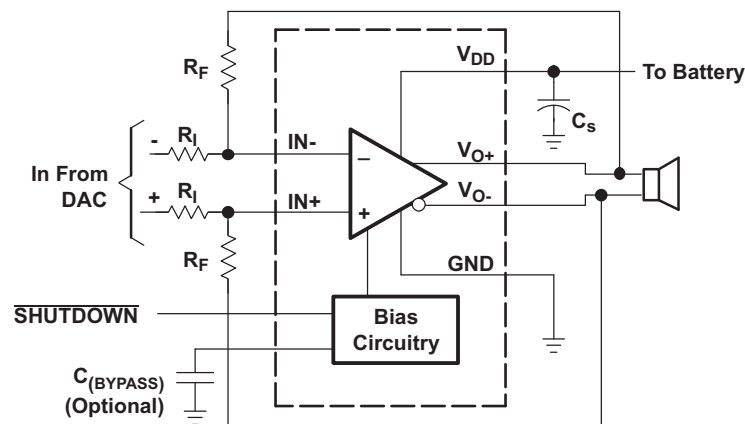 V_DD
To Battery
R_F
C_S
-
R_I
IN-
−
V_O+
In From
DAC
+
R_I
IN+
+
V_O-
R_F
GND
SHUTDOWN
Bias
Circuitry
C_(BYPASS)
(Optional)